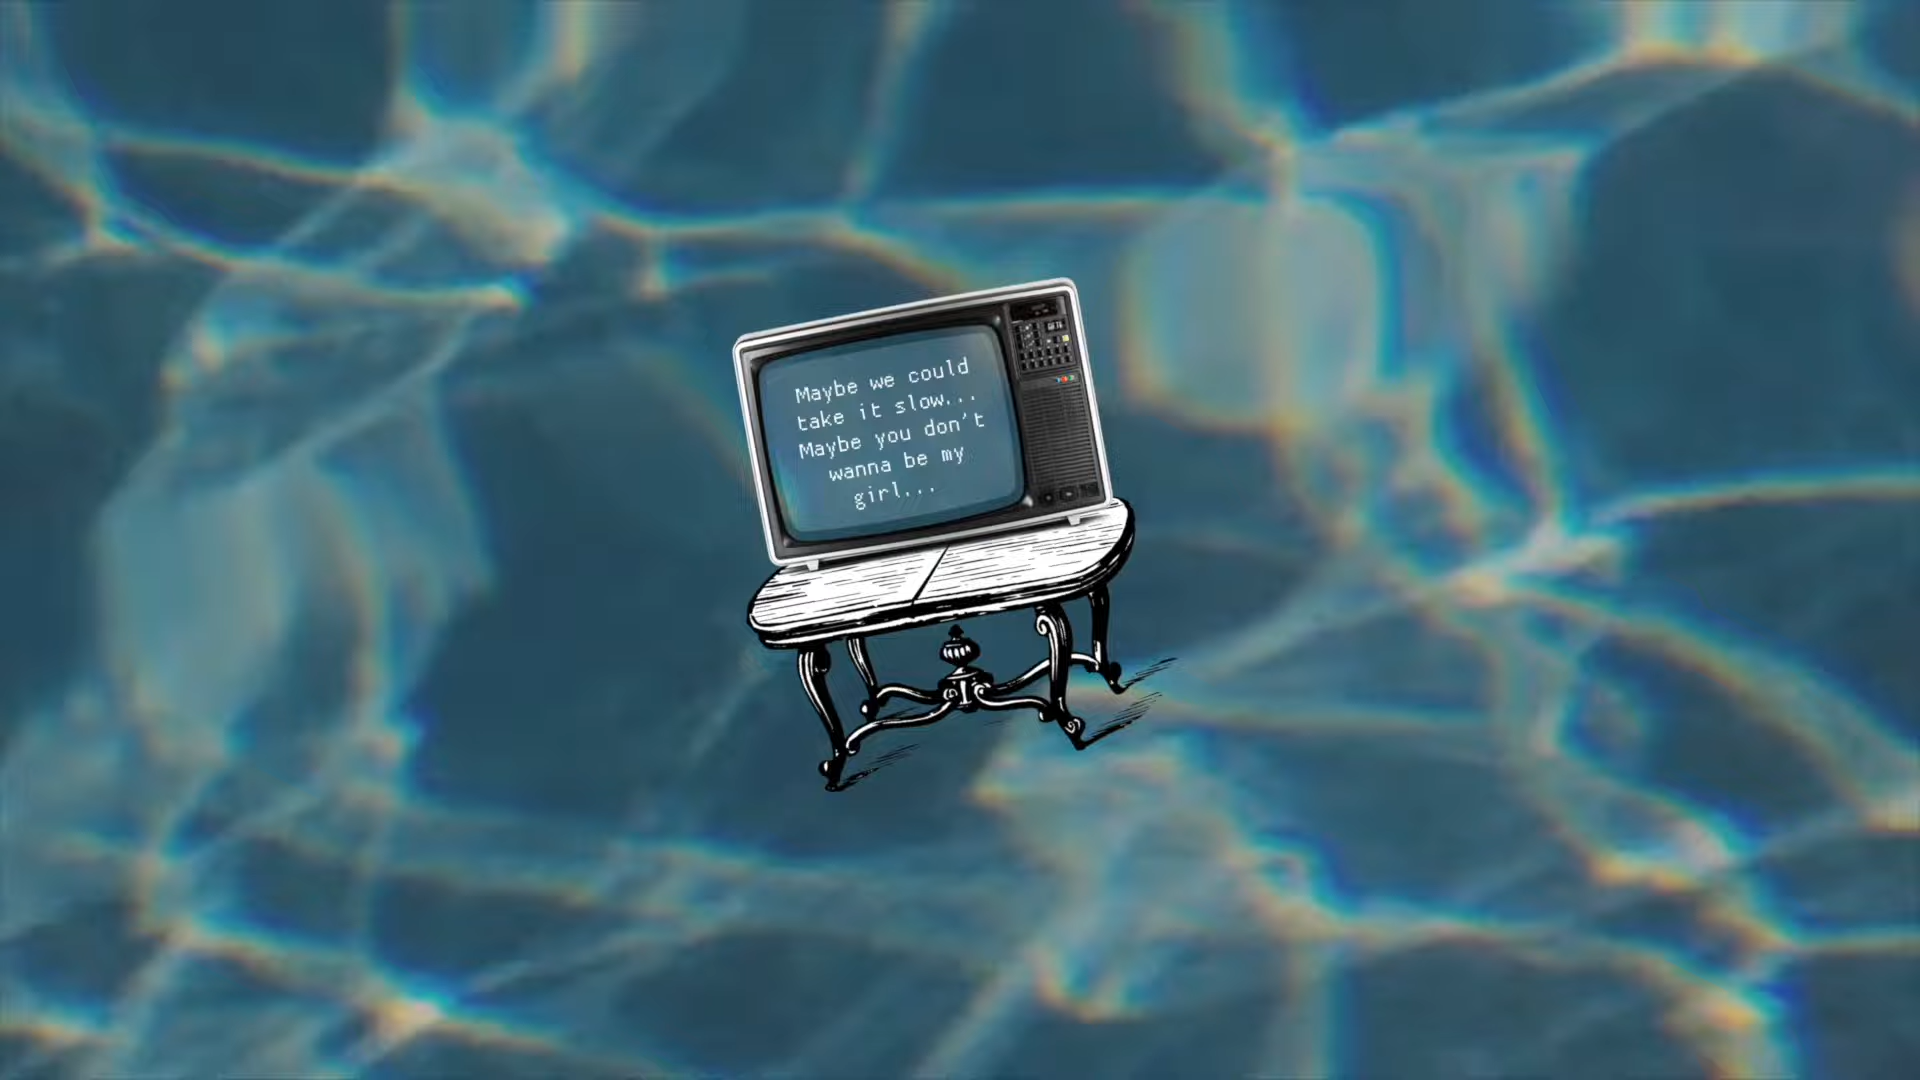 Maybe we could
take it slow...
Maybe you don't
wanna be my
girl...